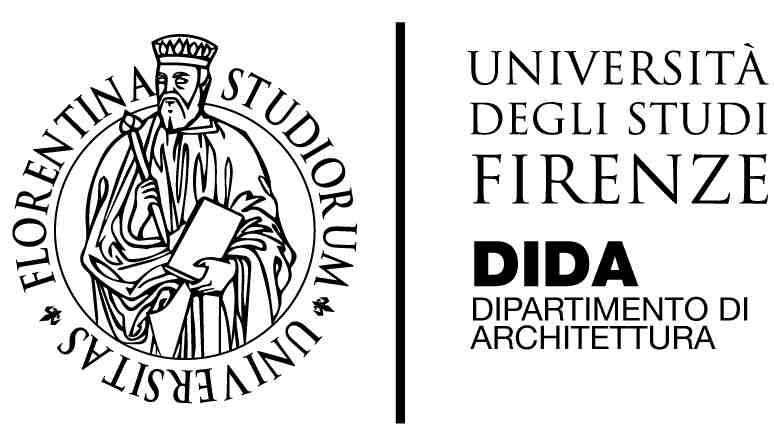 FLORENTINA STUDIORUM UNIVERSITAS
UNIVERSITÀ
DEGLI STUDI
FIRENZE
DIDA
DIPARTIMENTO DI
ARCHITETTURA